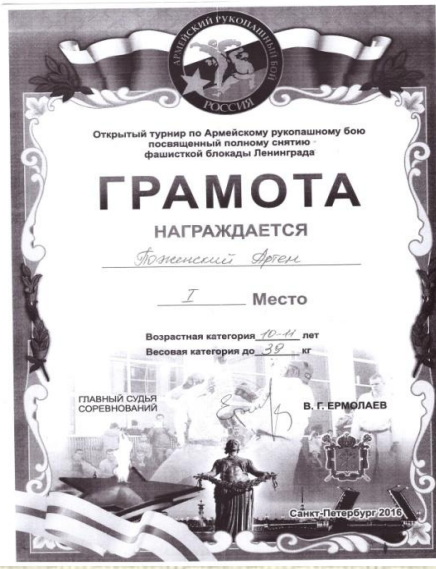 АРМЕЙСКИЙ РУКОПАШНЫЙ БОЙ
РОССИЯ
Открытый турнир по Армейскому рукопашному бою
посвященный полному снятию
фашисткой блокады Ленинграда
ГРАМОТА
НАГРАЖДАЕТСЯ
Поженский Артем
I Место
Возрастная категория 10-11 лет
Весовая категория до 39 кг
ГЛАВНЫЙ СУДЬЯ
СОРЕВНОВАНИЙ
В. Г. ЕРМОЛАЕВ
Санкт-Петербург 2016